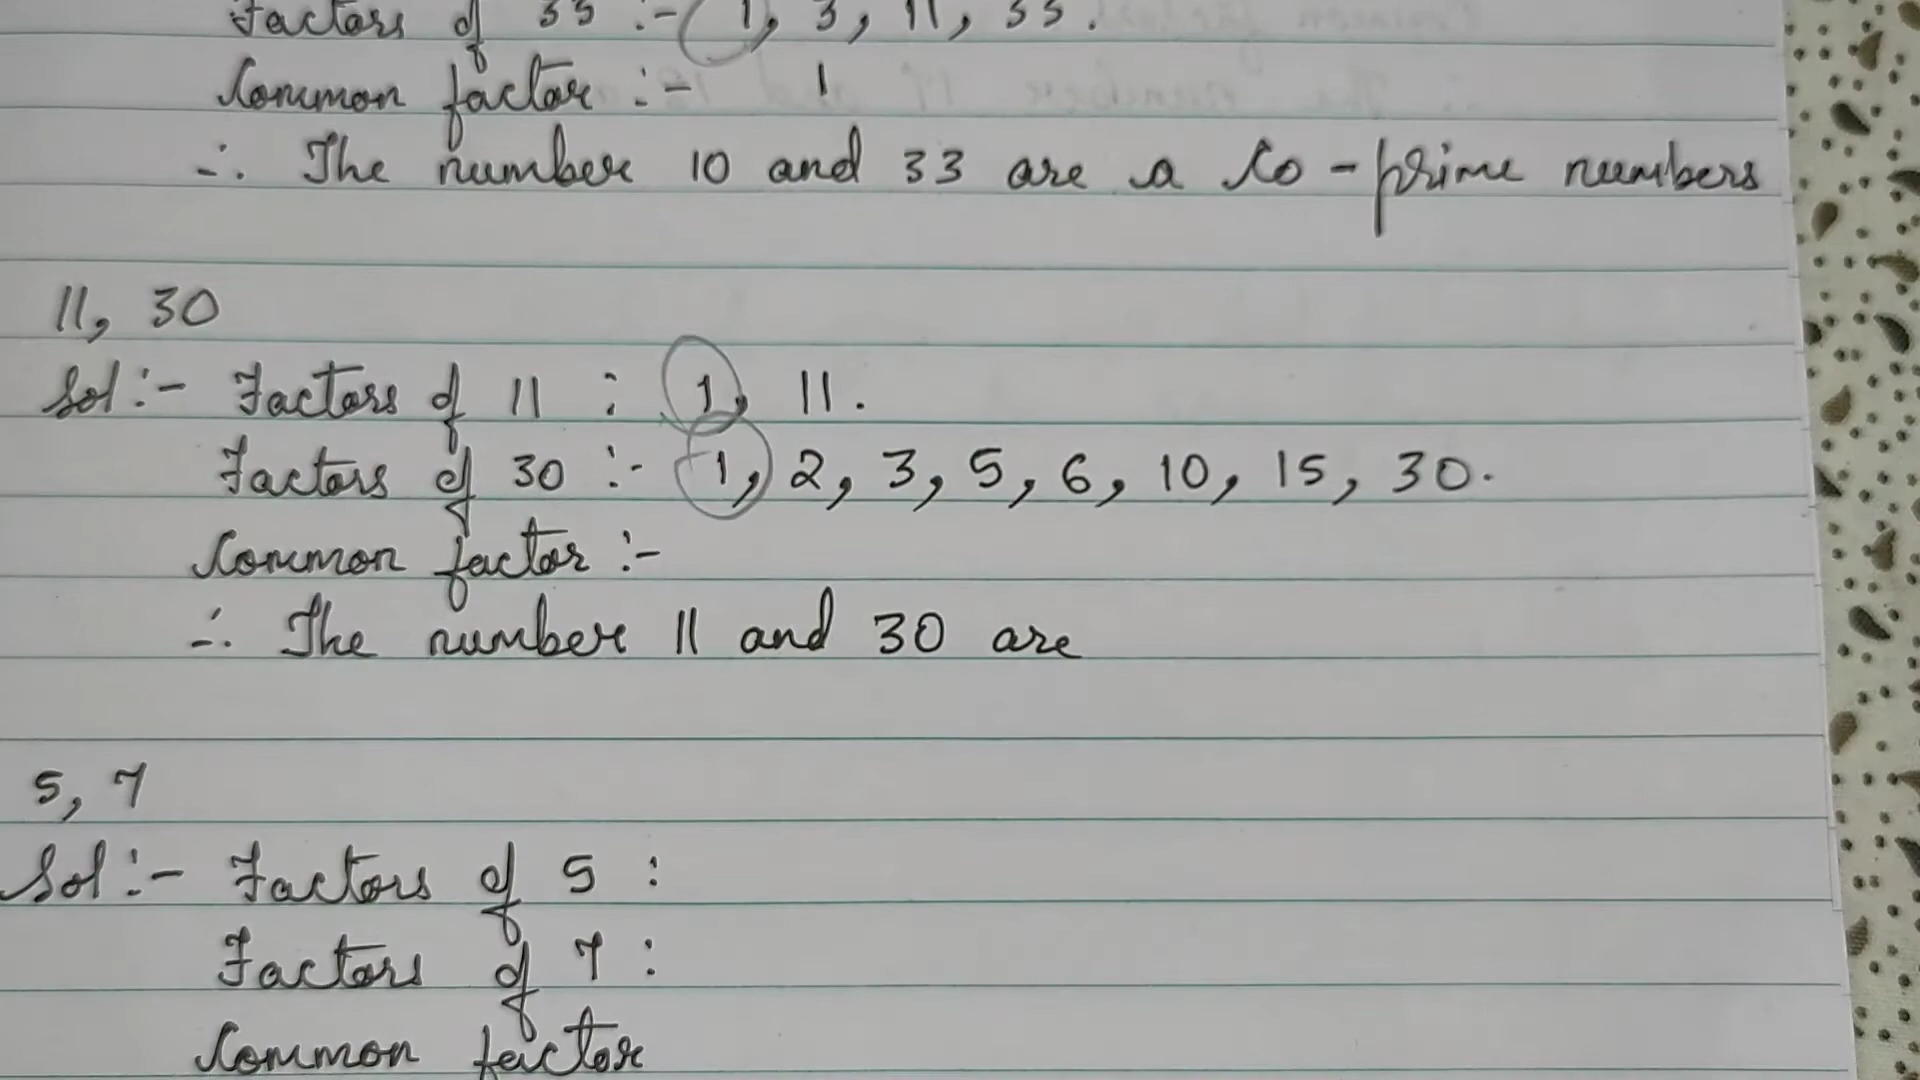 Factors of 33 :- 1, 3, 11, 33.
Common factor :- 1
∴ The number 10 and 33 are a Co-prime numbers
11, 30
Sol :- Factors of 11 : 1, 11.
Factors of 30 :- 1, 2, 3, 5, 6, 10, 15, 30.
Common factor :-
∴ The number 11 and 30 are
5, 7
Sol :- Factors of 5 :
Factors of 7 :
Common factor